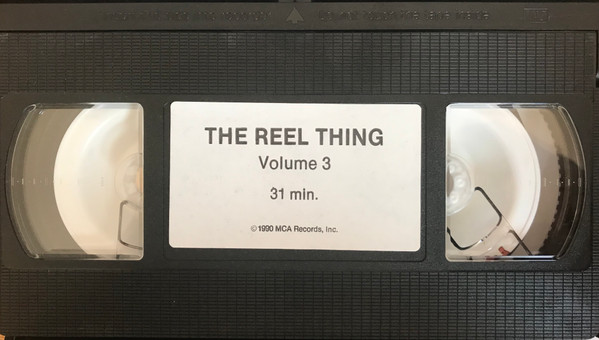 THE REEL THING
Volume 3
31 min.
©1990 MCA Records, Inc.